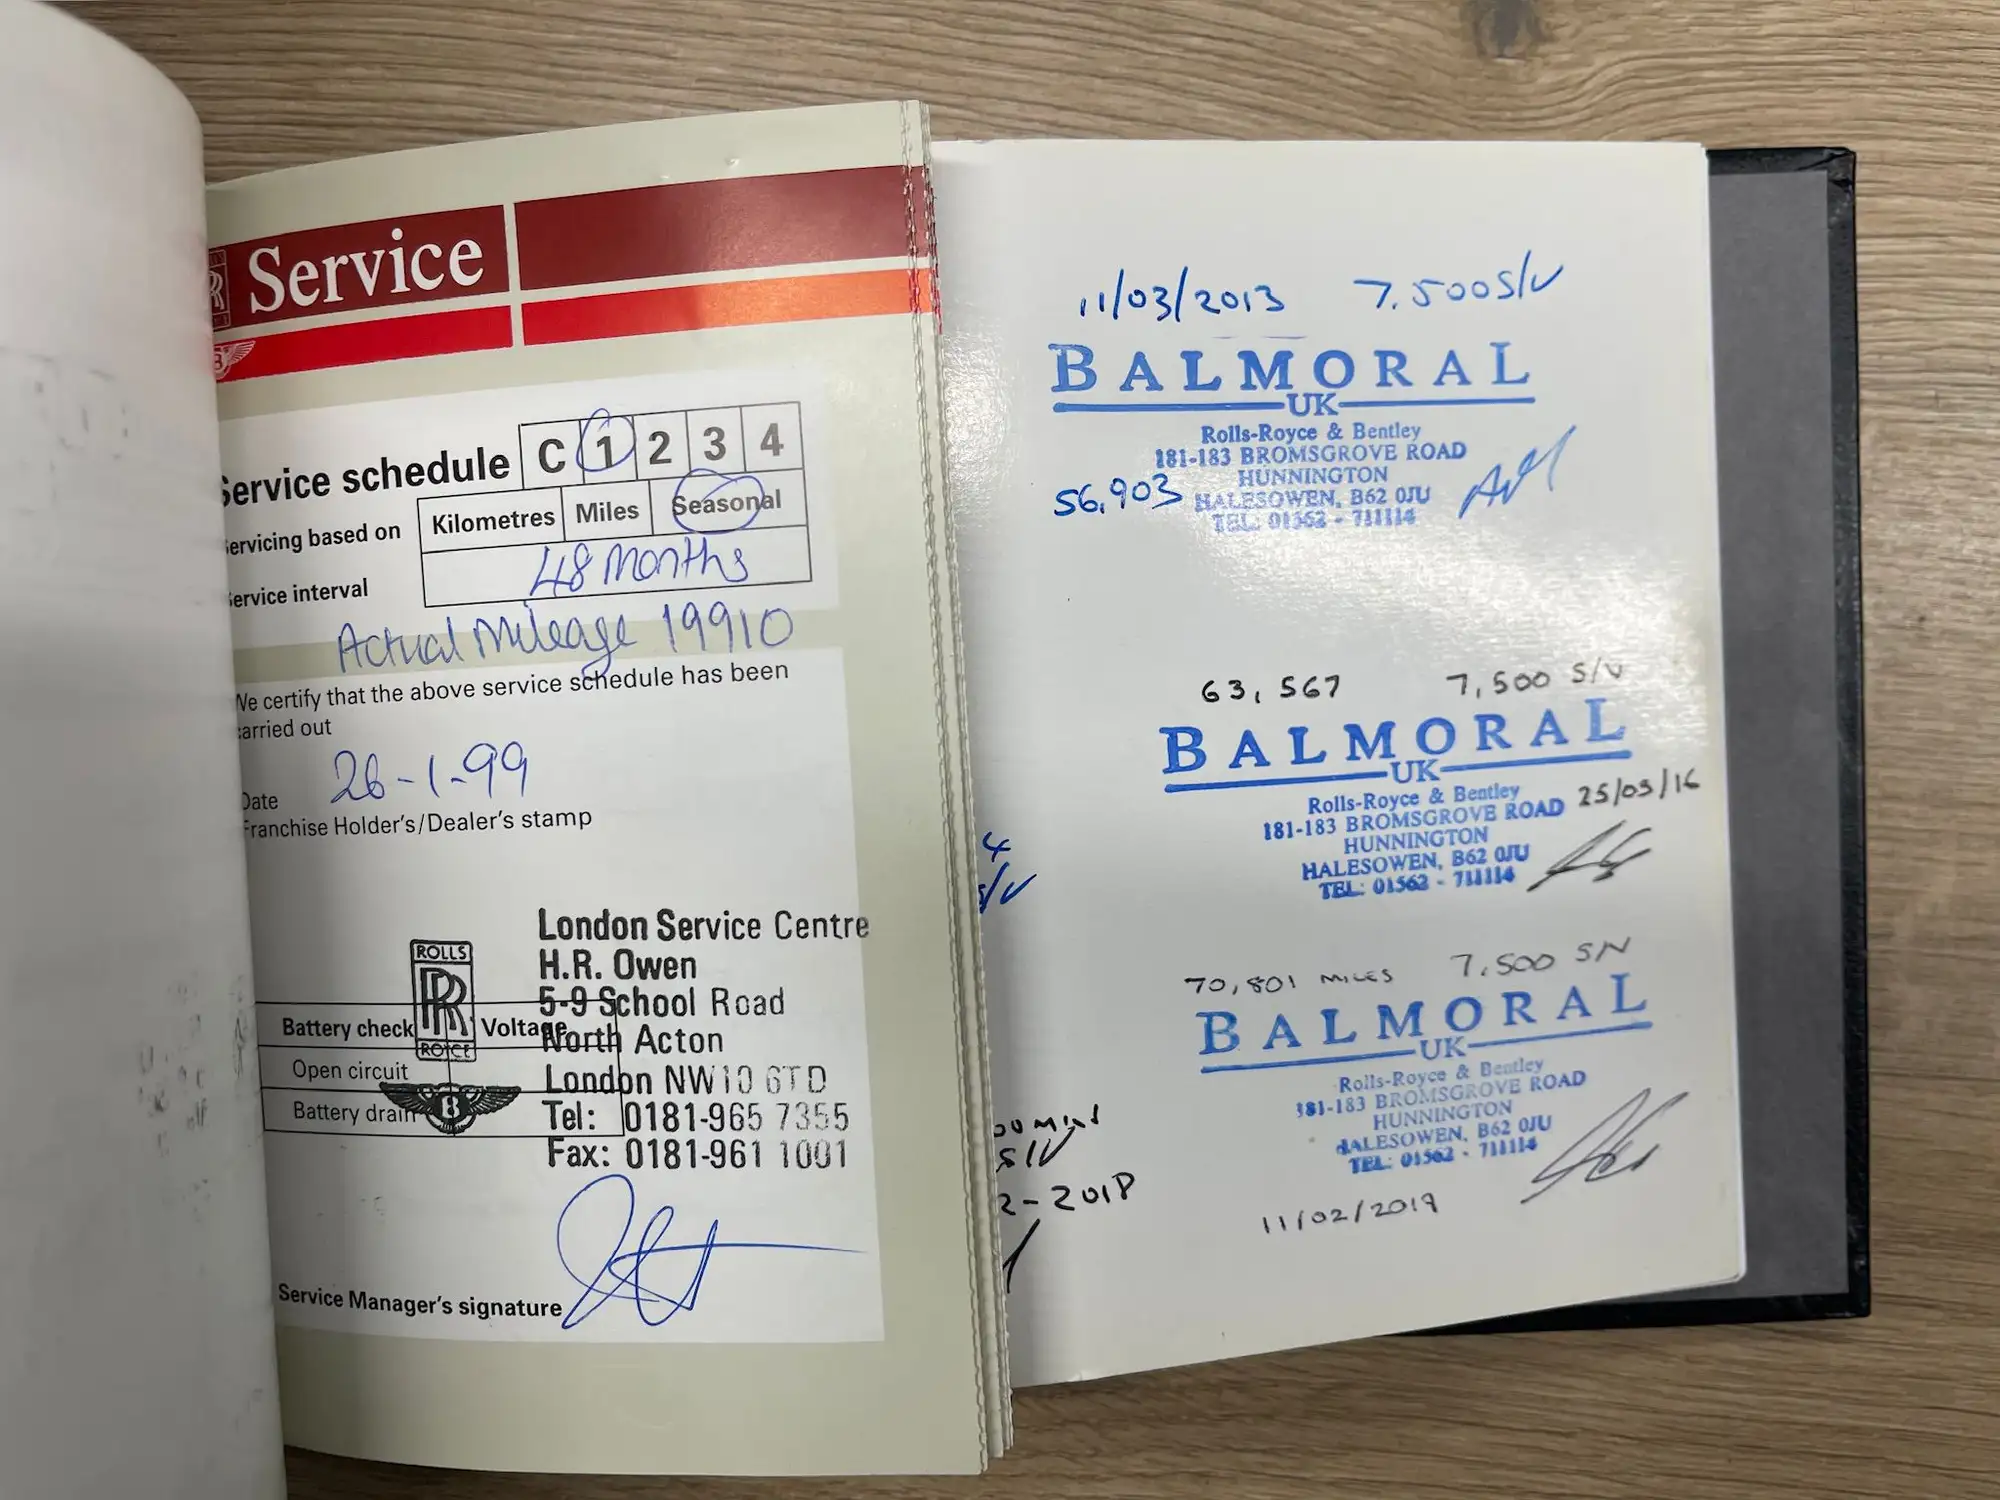 Service
Service schedule C 1 2 3 4
Servicing based on Kilometres Miles Seasonal
Service interval 48 Months
Actual Mileage 19910
We certify that the above service schedule has been
carried out
Date 26-1-99
Franchise Holder's/Dealer's stamp
London Service Centre
H.R. Owen
5-9 School Road
North Acton
London NW10 6TD
Tel: 0181-965 7355
Fax: 0181-961 1001
ROLLS
RR
ROYCE
B
Battery check Voltage
Open circuit
Battery drain
Service Manager's signature
4
S/V
S/V
2-2018
11/03/2013 7.500 S/V
BALMORAL
UK
Rolls-Royce & Bentley
181-183 BROMSGROVE ROAD
HUNNINGTON
56,903 HALESOWEN, B62 0JU
TEL: 01562 - 711114
63,567 7,500 S/V
BALMORAL
UK
Rolls-Royce & Bentley
181-183 BROMSGROVE ROAD 25/03/16
HUNNINGTON
HALESOWEN, B62 0JU
TEL: 01562 - 711114
70,801 MILES 7,500 S/V
BALMORAL
UK
Rolls-Royce & Bentley
181-183 BROMSGROVE ROAD
HUNNINGTON
HALESOWEN, B62 0JU
TEL: 01562 - 711114
11/02/2019